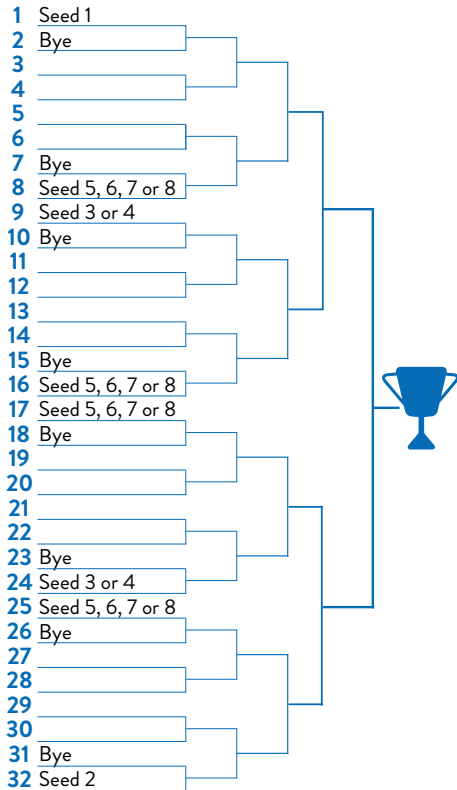 1 Seed 1
2 Bye
3
4
5
6
7 Bye
8 Seed 5, 6, 7 or 8
9 Seed 3 or 4
10 Bye
11
12
13
14
15 Bye
16 Seed 5, 6, 7 or 8
17 Seed 5, 6, 7 or 8
18 Bye
19
20
21
22
23 Bye
24 Seed 3 or 4
25 Seed 5, 6, 7 or 8
26 Bye
27
28
29
30
31 Bye
32 Seed 2